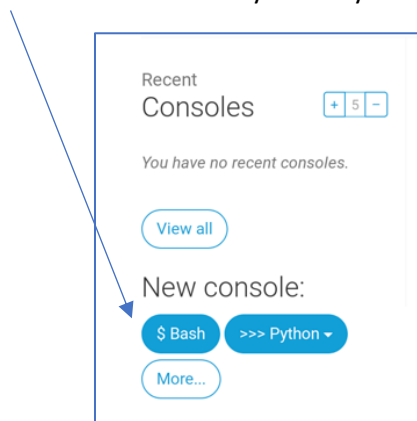 Recent
Consoles + 5 −
You have no recent consoles.
View all
New console:
$ Bash >>> Python
More...